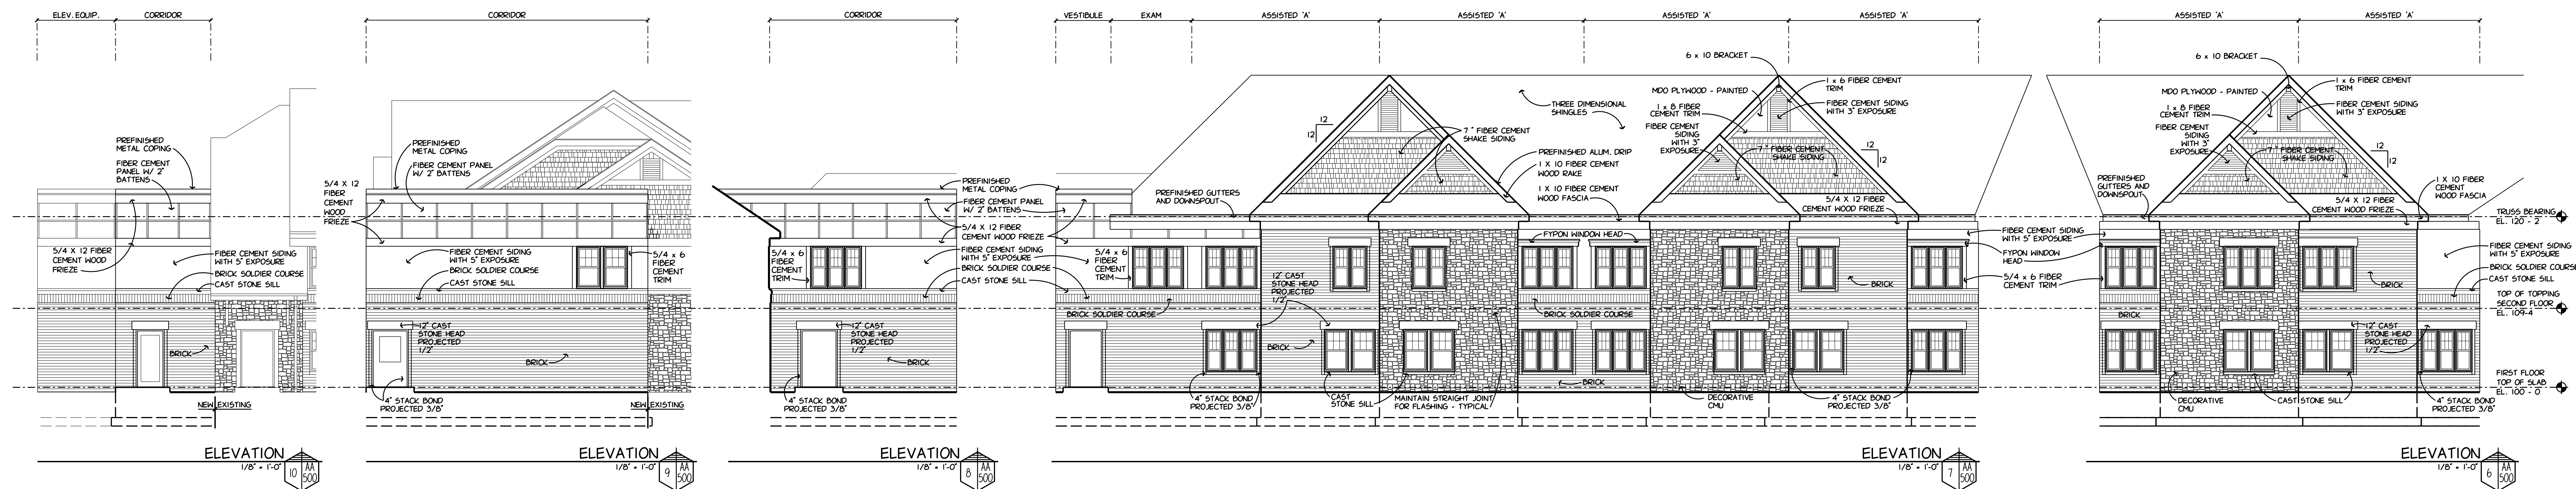 ELEV. EQUIP.
CORRIDOR
PREFINISHED
METAL COPING
FIBER CEMENT
PANEL W/ 2"
BATTENS
5/4 X 12 FIBER
CEMENT WOOD
FRIEZE
FIBER CEMENT SIDING
WITH 5" EXPOSURE
BRICK SOLDIER COURSE
CAST STONE SILL
BRICK
NEW
EXISTING
ELEVATION
1/8" = 1'-0"
10
AA
500
CORRIDOR
PREFINISHED
METAL COPING
FIBER CEMENT PANEL
W/ 2" BATTENS
5/4 X 12
FIBER
CEMENT
WOOD
FRIEZE
FIBER CEMENT SIDING
WITH 5" EXPOSURE
BRICK SOLDIER COURSE
CAST STONE SILL
5/4 x 6
FIBER
CEMENT
TRIM
12" CAST
STONE HEAD
PROJECTED
1/2"
BRICK
4" STACK BOND
PROJECTED 3/8"
NEW
EXISTING
ELEVATION
1/8" = 1'-0"
9
AA
500
CORRIDOR
PREFINISHED
METAL COPING
FIBER CEMENT PANEL
W/ 2" BATTENS
5/4 X 12 FIBER
CEMENT WOOD FRIEZE
5/4 x 6
FIBER
CEMENT
TRIM
FIBER CEMENT SIDING
WITH 5" EXPOSURE
BRICK SOLDIER COURSE
CAST STONE SILL
12" CAST
STONE HEAD
PROJECTED
1/2"
BRICK
4" STACK BOND
PROJECTED 3/8"
ELEVATION
1/8" = 1'-0"
8
AA
500
VESTIBULE
EXAM
ASSISTED 'A'
ASSISTED 'A'
ASSISTED 'A'
ASSISTED 'A'
6 x 10 BRACKET
1 x 6 FIBER CEMENT
TRIM
MDO PLYWOOD - PAINTED
THREE DIMENSIONAL
SHINGLES
1 x 8 FIBER
CEMENT TRIM
FIBER CEMENT SIDING
WITH 3" EXPOSURE
12
12
7 " FIBER CEMENT
SHAKE SIDING
FIBER CEMENT
SIDING
WITH 3"
EXPOSURE
7 " FIBER CEMENT
SHAKE SIDING
12
12
PREFINISHED ALUM. DRIP
1 X 10 FIBER CEMENT
WOOD RAKE
PREFINISHED GUTTERS
AND DOWNSPOUT
1 X 10 FIBER CEMENT
WOOD FASCIA
5/4 X 12 FIBER
CEMENT WOOD FRIEZE
FYPON WINDOW HEAD
FIBER CEMENT SIDING
WITH 5" EXPOSURE
FYPON WINDOW
HEAD
5/4 x 6
FIBER
CEMENT
TRIM
12" CAST
STONE HEAD
PROJECTED
1/2"
BRICK
5/4 x 6 FIBER
CEMENT TRIM
BRICK SOLDIER COURSE
BRICK SOLDIER COURSE
BRICK
BRICK
4" STACK BOND
PROJECTED 3/8"
CAST
STONE SILL
MAINTAIN STRAIGHT JOINT
FOR FLASHING - TYPICAL
DECORATIVE
CMU
4" STACK BOND
PROJECTED 3/8"
ELEVATION
1/8" = 1'-0"
7
AA
500
ASSISTED 'A'
ASSISTED 'A'
6 x 10 BRACKET
1 x 6 FIBER CEMENT
TRIM
MDO PLYWOOD - PAINTED
1 x 8 FIBER
CEMENT TRIM
FIBER CEMENT SIDING
WITH 3" EXPOSURE
FIBER CEMENT
SIDING
WITH 3"
EXPOSURE
7 " FIBER CEMENT
SHAKE SIDING
12
12
PREFINISHED
GUTTERS AND
DOWNSPOUT
1 X 10 FIBER
CEMENT
WOOD FASCIA
5/4 X 12 FIBER
CEMENT WOOD FRIEZE
TRUSS BEARING
EL. 120 - 2
FIBER CEMENT SIDING
WITH 5" EXPOSURE
BRICK SOLDIER COURSE
CAST STONE SILL
BRICK
TOP OF TOPPING
SECOND FLOOR
EL. 109-4
BRICK
12" CAST
STONE HEAD
PROJECTED
1/2"
FIRST FLOOR
TOP OF SLAB
EL. 100 - 0
DECORATIVE
CMU
CAST STONE SILL
4" STACK BOND
PROJECTED 3/8"
ELEVATION
1/8" = 1'-0"
6
AA
500